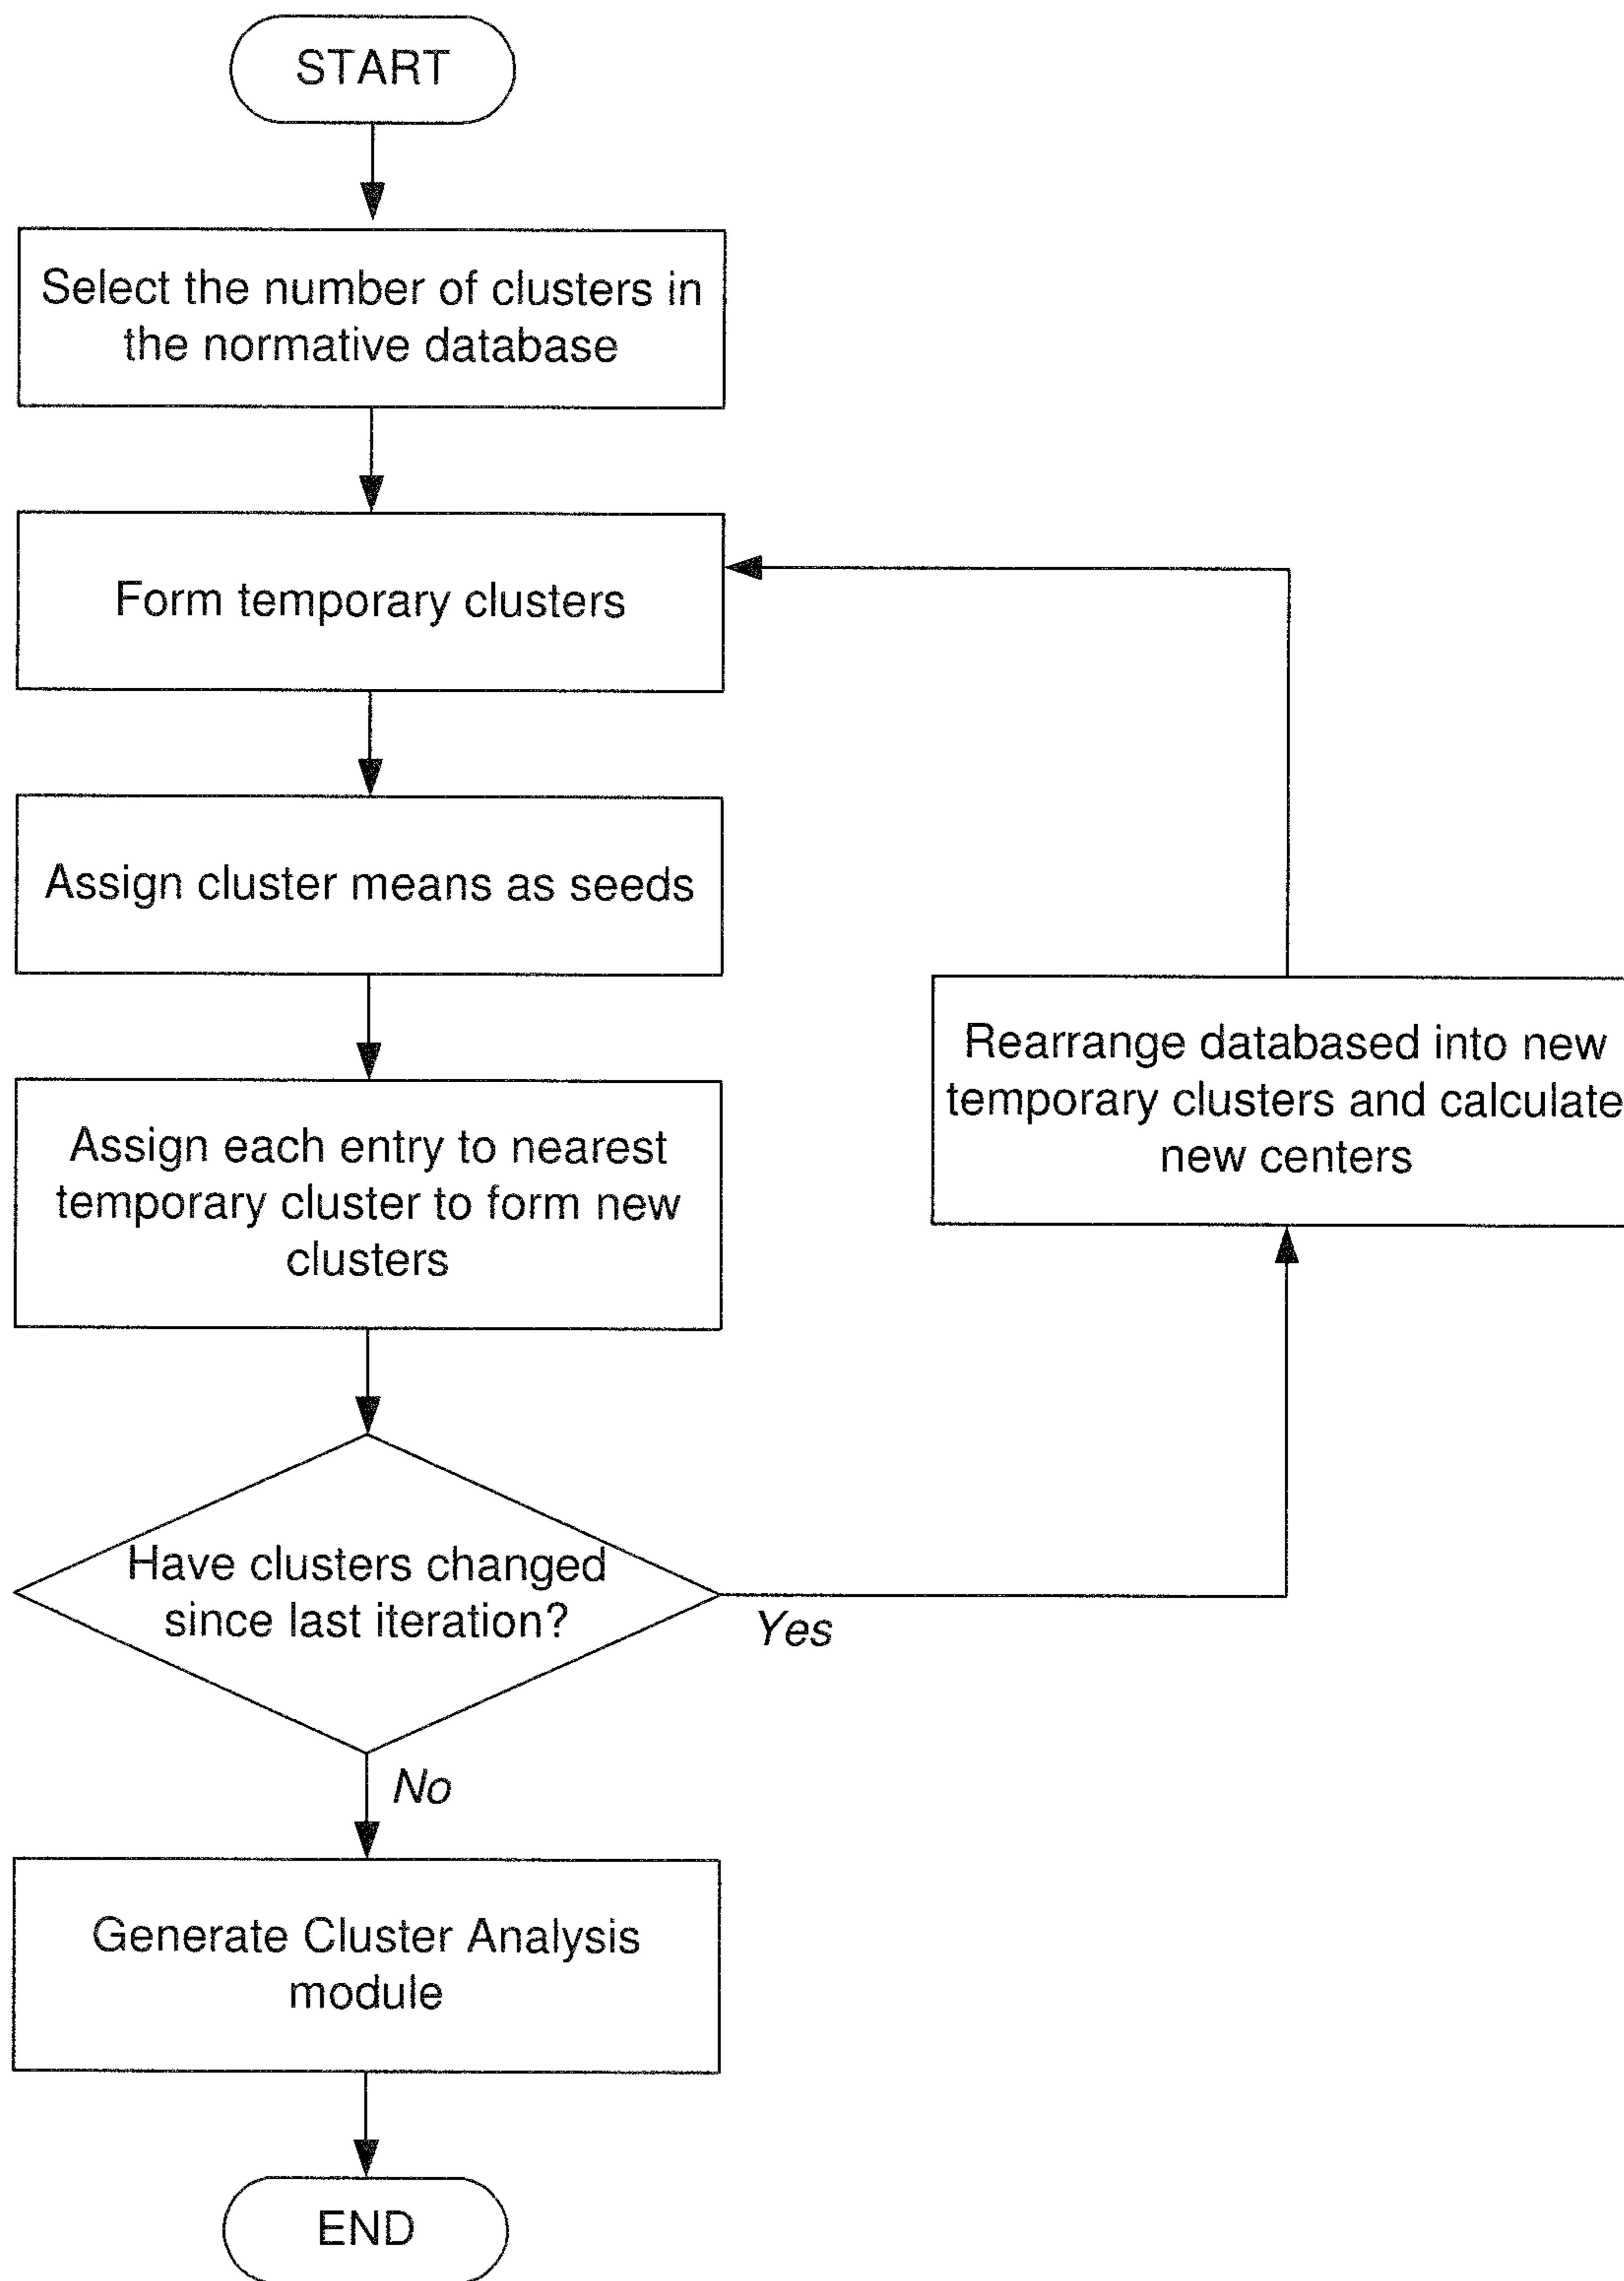 START
Select the number of clusters in
the normative database
Form temporary clusters
Assign cluster means as seeds
Rearrange databased into new
temporary clusters and calculate
new centers
Assign each entry to nearest
temporary cluster to form new
clusters
Have clusters changed
since last iteration?
Yes
No
Generate Cluster Analysis
module
END